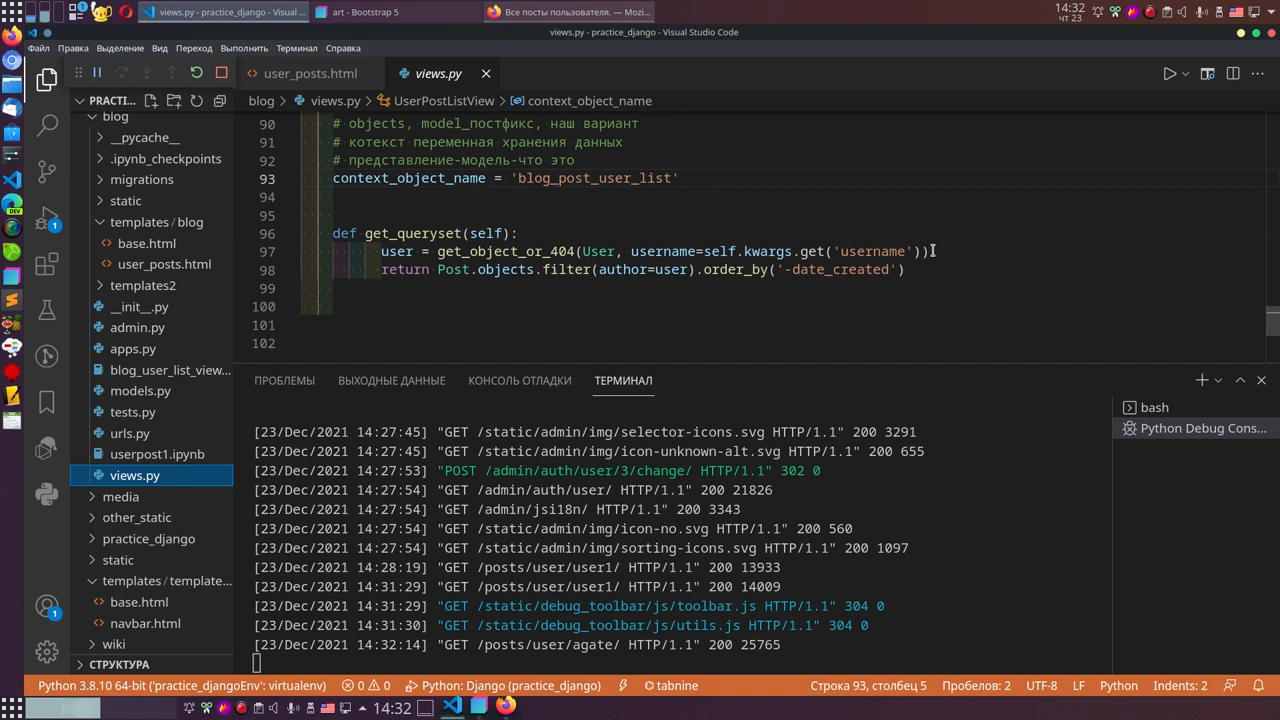 views.py - practice_django - Visual ...
art - Bootstrap 5
Все посты пользователя. — Mozi...
14:32
чт 23
views.py - practice_django - Visual Studio Code
Файл Правка Выделение Вид Переход Выполнить Терминал Справка
user_posts.html
views.py
PRACTI...
blog > views.py > UserPostListView > context_object_name
blog
__pycache__
.ipynb_checkpoints
migrations
static
templates / blog
base.html
user_posts.html
templates2
__init__.py
admin.py
apps.py
blog_user_list_view...
models.py
tests.py
urls.py
userpost1.ipynb
views.py
media
other_static
practice_django
static
templates / template...
base.html
navbar.html
wiki
СТРУКТУРА
DEV
1
1
90 # objects, model_постфикс, наш вариант
91 # котекст переменная хранения данных
92 # представление-модель-что это
93 context_object_name = 'blog_post_user_list'
94
95
96 def get_queryset(self):
97 user = get_object_or_404(User, username=self.kwargs.get('username'))
98 return Post.objects.filter(author=user).order_by('-date_created')
99
100
101
102
ПРОБЛЕМЫ ВЫХОДНЫЕ ДАННЫЕ КОНСОЛЬ ОТЛАДКИ ТЕРМИНАЛ
bash
Python Debug Cons...
[23/Dec/2021 14:27:45] "GET /static/admin/img/selector-icons.svg HTTP/1.1" 200 3291
[23/Dec/2021 14:27:45] "GET /static/admin/img/icon-unknown-alt.svg HTTP/1.1" 200 655
[23/Dec/2021 14:27:53] "POST /admin/auth/user/3/change/ HTTP/1.1" 302 0
[23/Dec/2021 14:27:54] "GET /admin/auth/user/ HTTP/1.1" 200 21826
[23/Dec/2021 14:27:54] "GET /admin/jsi18n/ HTTP/1.1" 200 3343
[23/Dec/2021 14:27:54] "GET /static/admin/img/icon-no.svg HTTP/1.1" 200 560
[23/Dec/2021 14:27:54] "GET /static/admin/img/sorting-icons.svg HTTP/1.1" 200 1097
[23/Dec/2021 14:28:19] "GET /posts/user/user1/ HTTP/1.1" 200 13933
[23/Dec/2021 14:31:29] "GET /posts/user/user1/ HTTP/1.1" 200 14009
[23/Dec/2021 14:31:29] "GET /static/debug_toolbar/js/toolbar.js HTTP/1.1" 304 0
[23/Dec/2021 14:31:30] "GET /static/debug_toolbar/js/utils.js HTTP/1.1" 304 0
[23/Dec/2021 14:32:14] "GET /posts/user/agate/ HTTP/1.1" 200 25765
Python 3.8.10 64-bit ('practice_djangoEnv': virtualenv) 0 0 Python: Django (practice_django) tabnine Строка 93, столбец 5 Пробелов: 2 UTF-8 LF Python Indents: 2
14:32